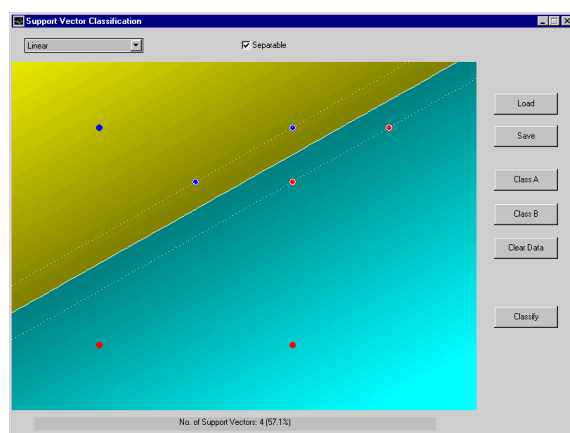 Support Vector Classification
Linear
Separable
Load
Save
Class A
Class B
Clear Data
Classify
No. of Support Vectors: 4 (57.1%)